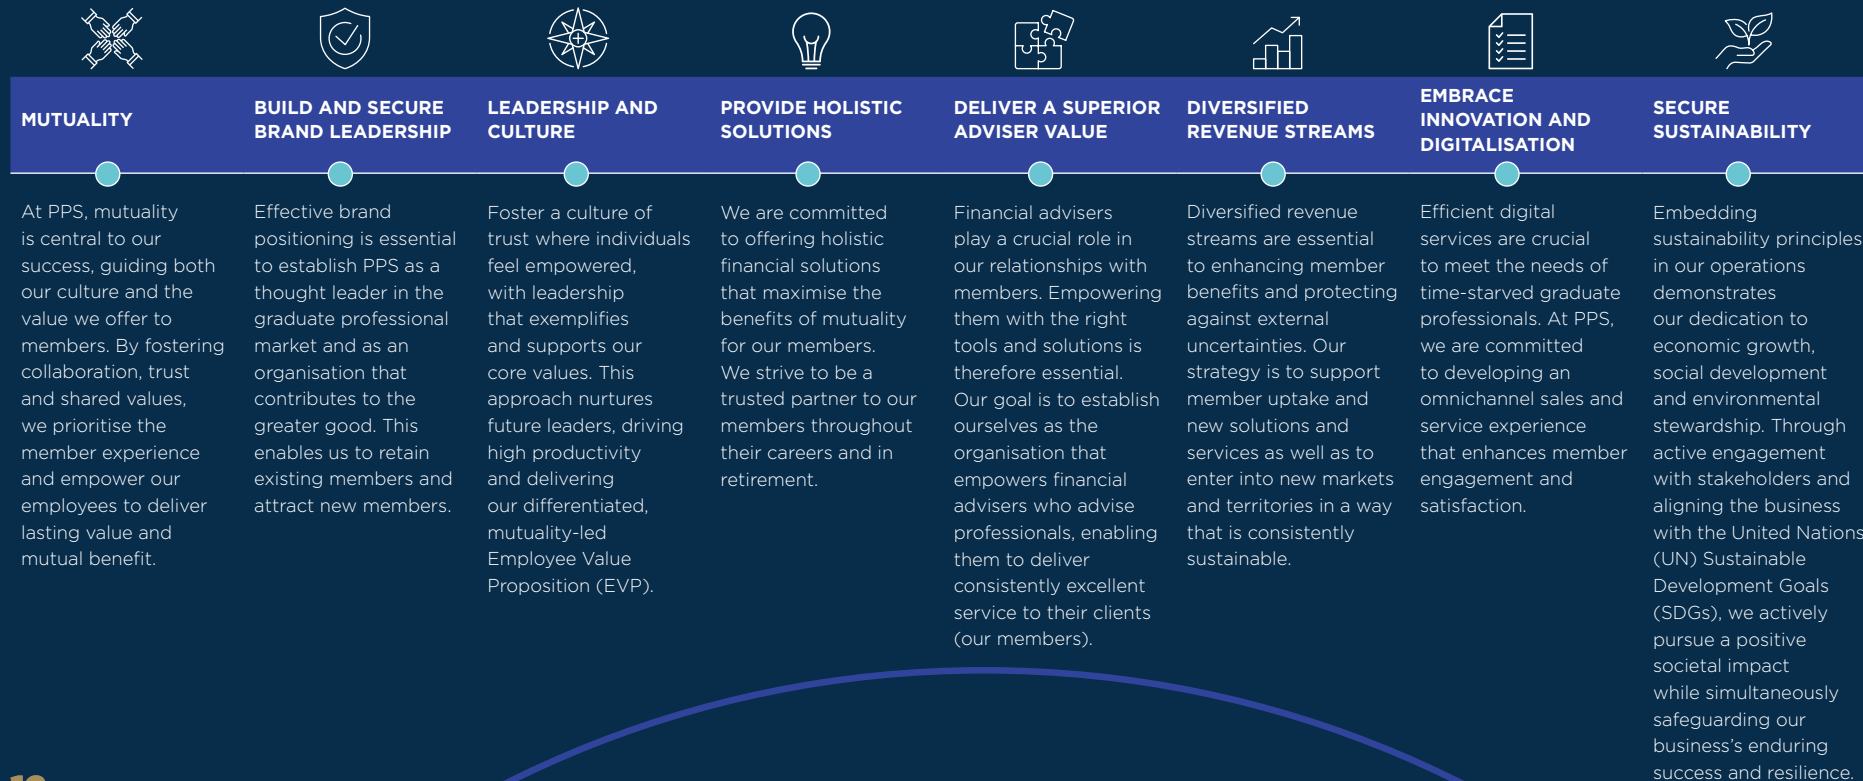 MUTUALITY
At PPS, mutuality
is central to our
success, guiding both
our culture and the
value we offer to
members. By fostering
collaboration, trust
and shared values,
we prioritise the
member experience
and empower our
employees to deliver
lasting value and
mutual benefit.
BUILD AND SECURE
BRAND LEADERSHIP
Effective brand
positioning is essential
to establish PPS as a
thought leader in the
graduate professional
market and as an
organisation that
contributes to the
greater good. This
enables us to retain
existing members and
attract new members.
LEADERSHIP AND
CULTURE
Foster a culture of
trust where individuals
feel empowered,
with leadership
that exemplifies
and supports our
core values. This
approach nurtures
future leaders, driving
high productivity
and delivering
our differentiated,
mutuality-led
Employee Value
Proposition (EVP).
PROVIDE HOLISTIC
SOLUTIONS
We are committed
to offering holistic
financial solutions
that maximise the
benefits of mutuality
for our members.
We strive to be a
trusted partner to our
members throughout
their careers and in
retirement.
DELIVER A SUPERIOR
ADVISER VALUE
Financial advisers
play a crucial role in
our relationships with
members. Empowering
them with the right
tools and solutions is
therefore essential.
Our goal is to establish
ourselves as the
organisation that
empowers financial
advisers who advise
professionals, enabling
them to deliver
consistently excellent
service to their clients
(our members).
DIVERSIFIED
REVENUE STREAMS
Diversified revenue
streams are essential
to enhancing member
benefits and protecting
against external
uncertainties. Our
strategy is to support
member uptake and
new solutions and
services as well as to
enter into new markets
and territories in a way
that is consistently
sustainable.
EMBRACE
INNOVATION AND
DIGITALISATION
Efficient digital
services are crucial
to meet the needs of
time-starved graduate
professionals. At PPS,
we are committed
to developing an
omnichannel sales and
service experience
that enhances member
engagement and
satisfaction.
SECURE
SUSTAINABILITY
Embedding
sustainability principles
in our operations
demonstrates
our dedication to
economic growth,
social development
and environmental
stewardship. Through
active engagement
with stakeholders and
aligning the business
with the United Nations
(UN) Sustainable
Development Goals
(SDGs), we actively
pursue a positive
societal impact
while simultaneously
safeguarding our
business's enduring
success and resilience.